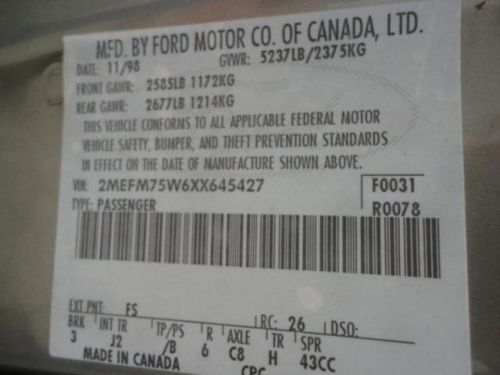 MFD. BY FORD MOTOR CO. OF CANADA, LTD.
DATE: 11/98 GVWR: 5237LB/2375KG
FRONT GAWR: 2585LB 1172KG
REAR GAWR: 2677LB 1214KG
THIS VEHICLE CONFORMS TO ALL APPLICABLE FEDERAL MOTOR
VEHICLE SAFETY, BUMPER, AND THEFT PREVENTION STANDARDS
IN EFFECT ON THE DATE OF MANUFACTURE SHOWN ABOVE.
VIN: 2MEFM75W6XX645427 F0031
TYPE: PASSENGER R0078
EXT PNT: FS RC: 26 DSO:
BRK INT TR TP/PS R AXLE TR SPR
3 J2 /B 6 C8 H 43CC
MADE IN CANADA